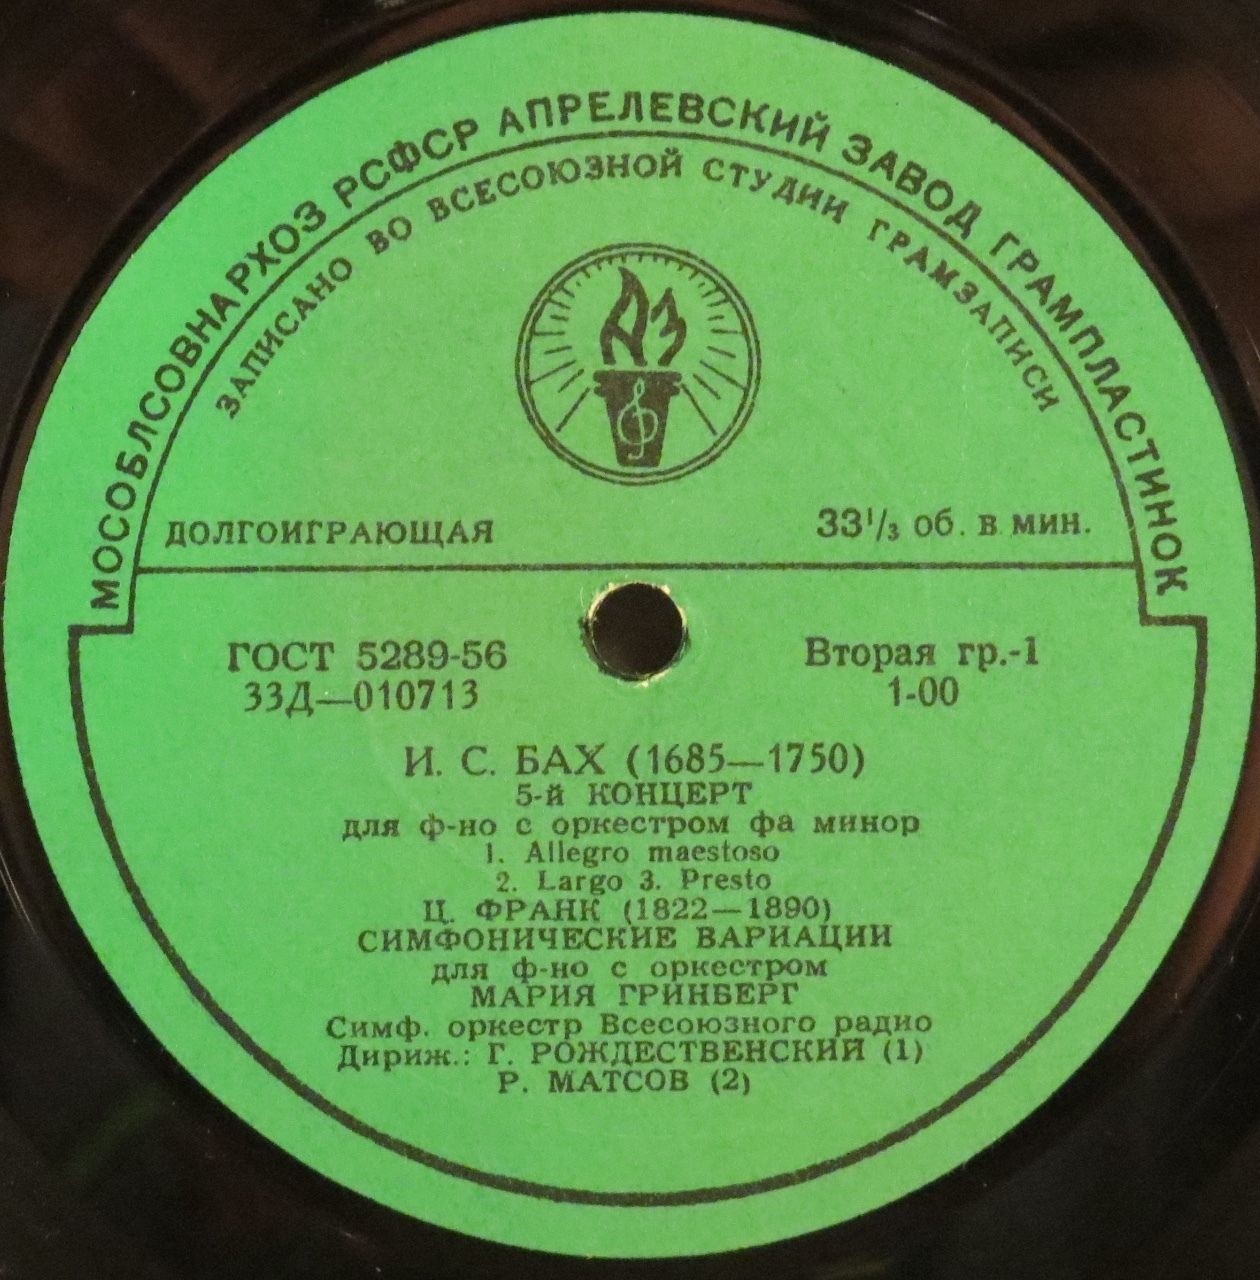 МОСОБЛСОВНАРХОЗ РСФСР АПРЕЛЕВСКИЙ ЗАВОД ГРАМПЛАСТИНОК
ЗАПИСАНО ВО ВСЕСОЮЗНОЙ СТУДИИ ГРАМЗАПИСИ
АЗ
ДОЛГОИГРАЮЩАЯ 33 1/3 об. в мин.
ГОСТ 5289-56 Вторая гр.-1
33Д—010713 1-00
И. С. БАХ (1685—1750)
5-й КОНЦЕРТ
для ф-но с оркестром фа минор
1. Allegro maestoso
2. Largo 3. Presto
Ц. ФРАНК (1822—1890)
СИМФОНИЧЕСКИЕ ВАРИАЦИИ
для ф-но с оркестром
МАРИЯ ГРИНБЕРГ
Симф. оркестр Всесоюзного радио
Дириж.: Г. РОЖДЕСТВЕНСКИЙ (1)
Р. МАТСОВ (2)